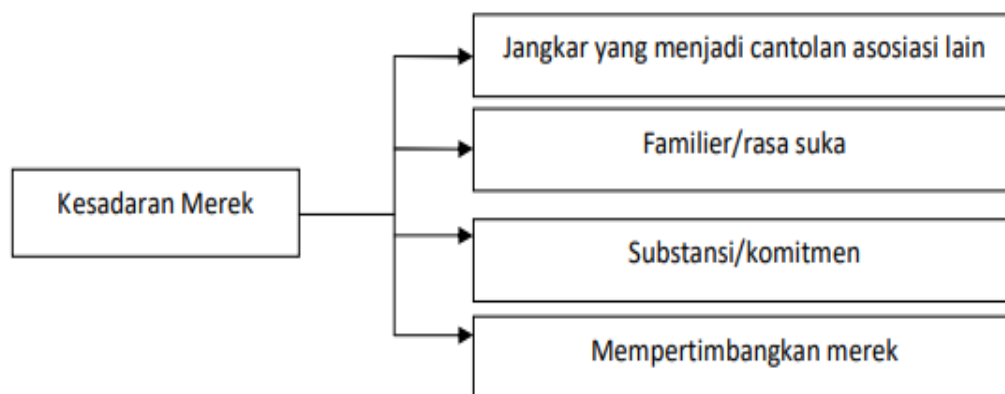 Jangkar yang menjadi cantolan asosiasi lain
Familier/rasa suka
Kesadaran Merek
Substansi/komitmen
Mempertimbangkan merek